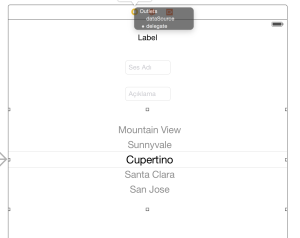 Outlets
dataSource
delegate
Label
Ses Adı
Açıklama
Mountain View
Sunnyvale
Cupertino
Santa Clara
San Jose